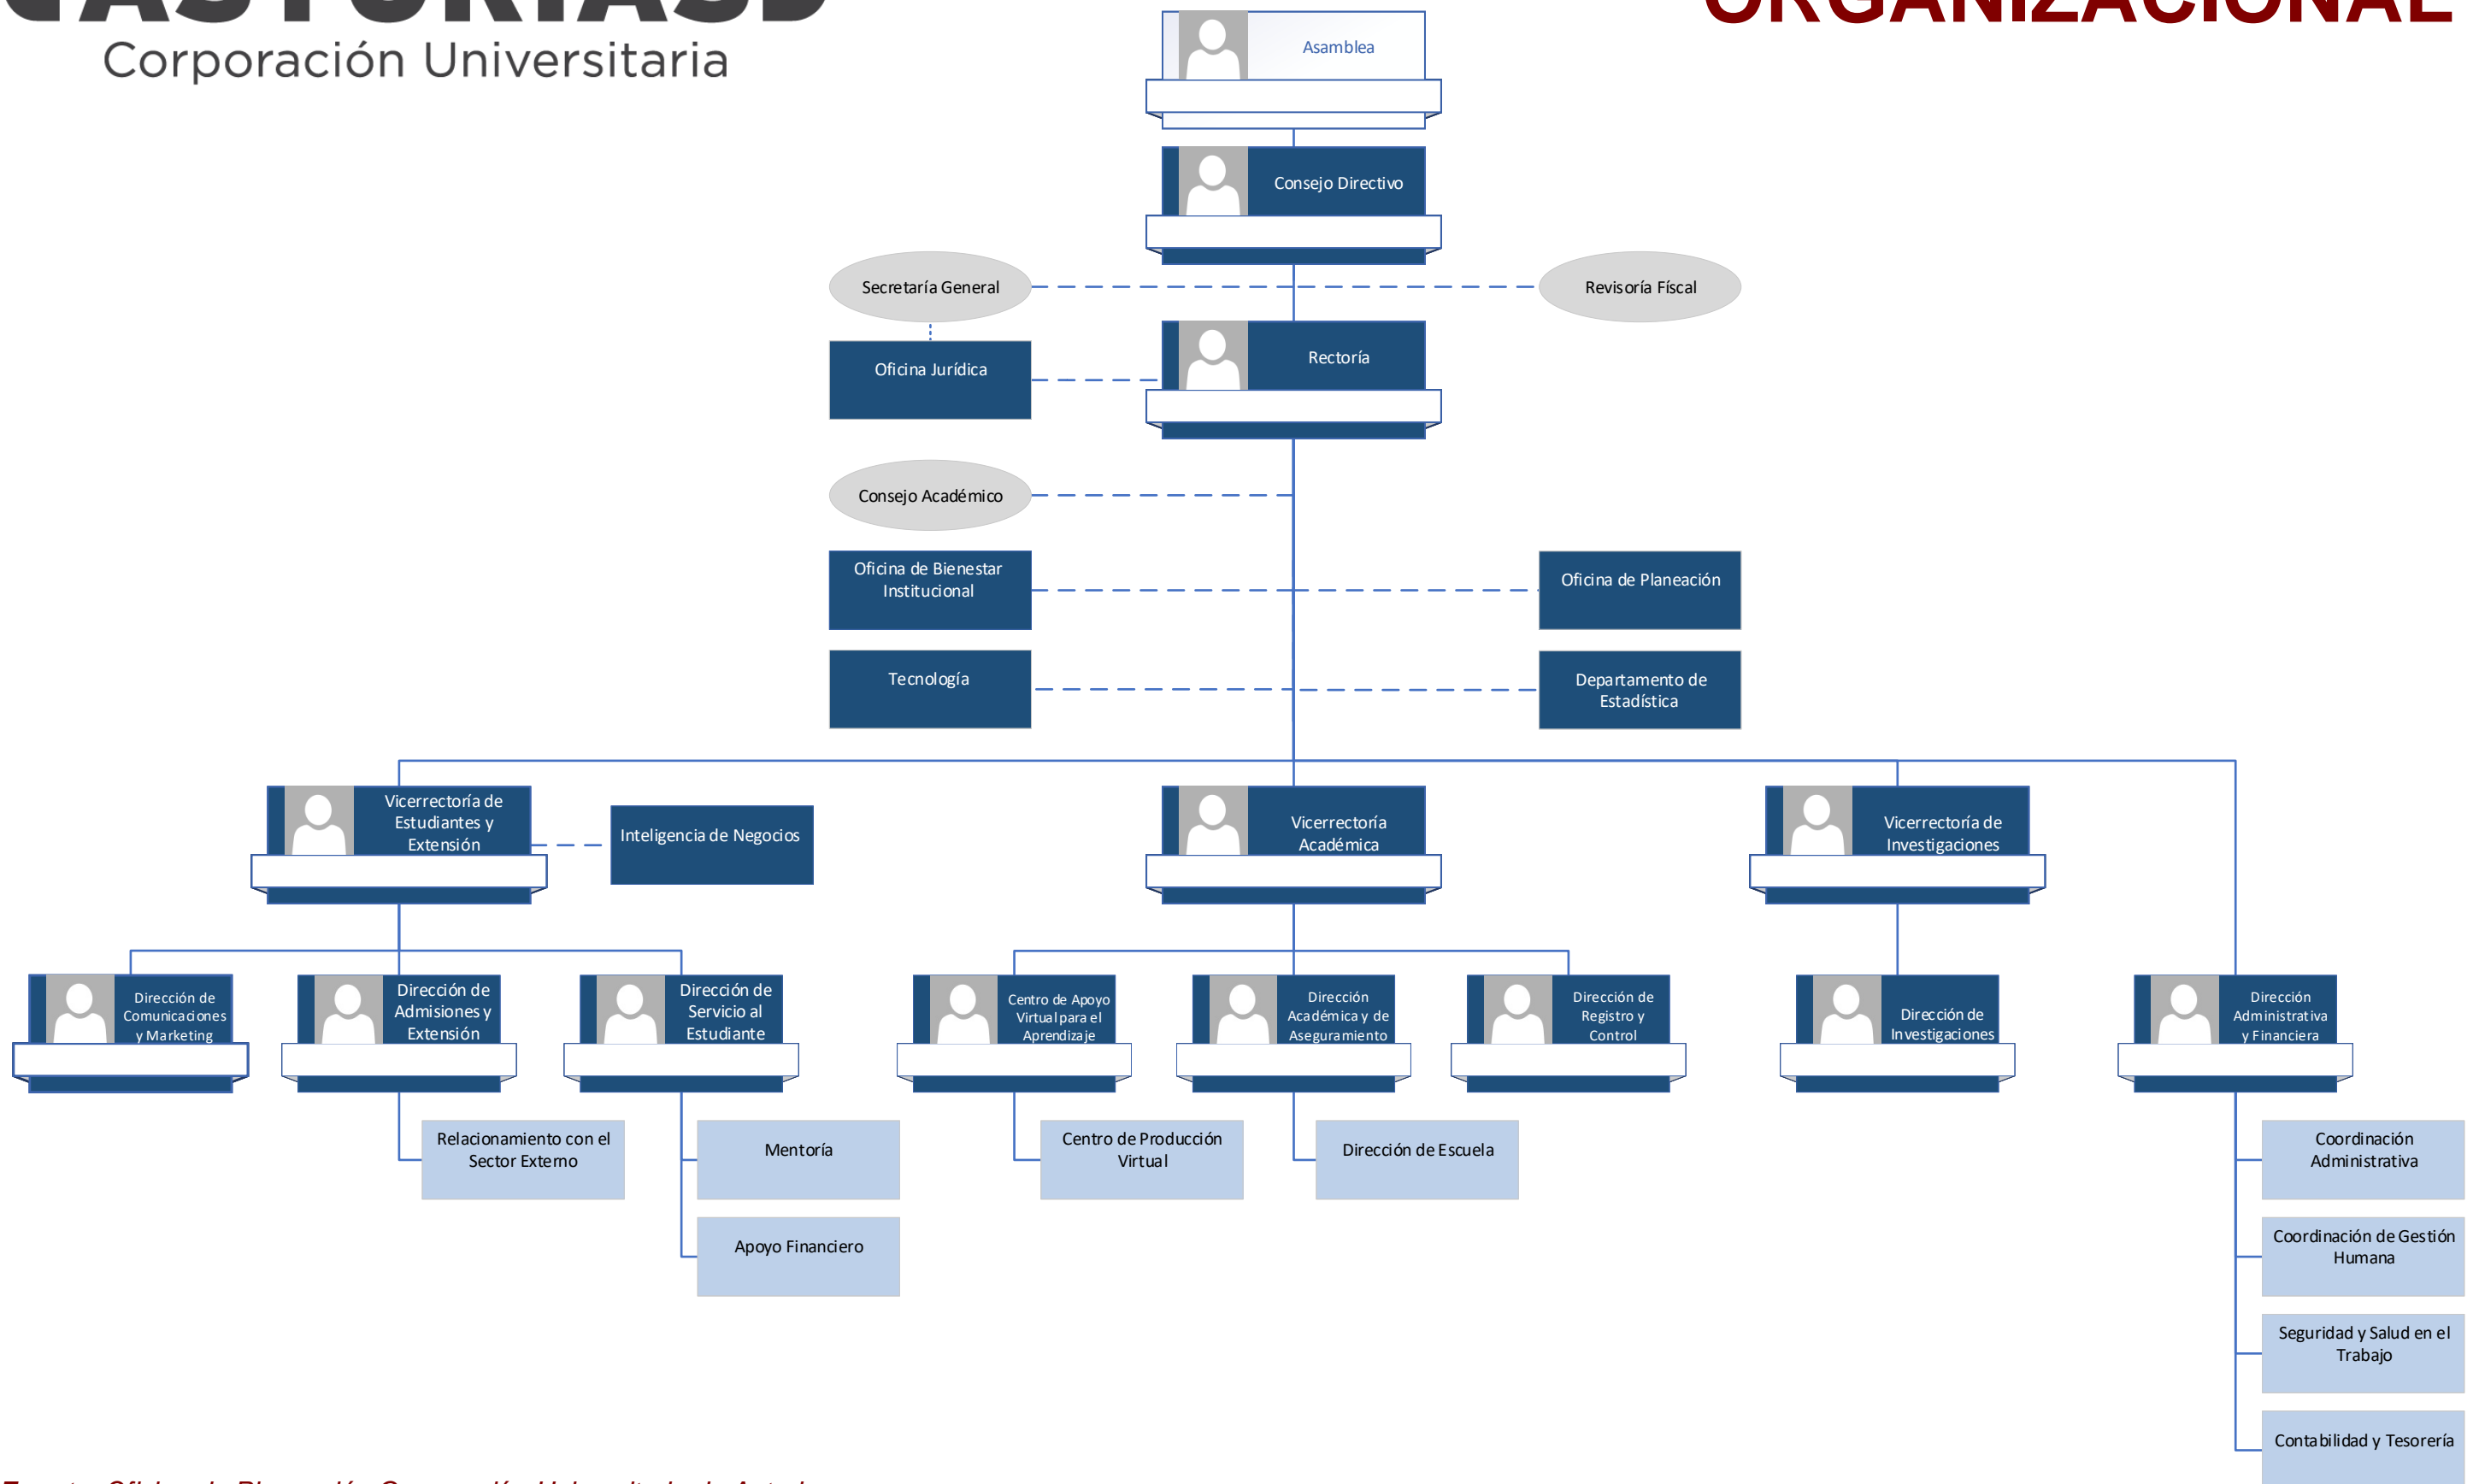 ORGANIZACIONAL
Corporación Universitaria
Asamblea
Consejo Directivo
Secretaría General
Revisoría Físcal
Rectoría
Oficina Jurídica
Consejo Académico
Oficina de Bienestar
Institucional
Oficina de Planeación
Tecnología
Departamento de
Estadística
Vicerrectoría de
Estudiantes y
Extensión
Inteligencia de Negocios
Vicerrectoría
Académica
Vicerrectoría de
Investigaciones
Dirección de
Comunicaciones
y Marketing
Dirección de
Admisiones y
Extensión
Dirección de
Servicio al
Estudiante
Centro de Apoyo
Virtual para el
Aprendizaje
Dirección
Académica y de
Aseguramiento
Dirección de
Registro y
Control
Dirección de
Investigaciones
Dirección
Administrativa
y Financiera
Relacionamiento con el
Sector Externo
Mentoría
Apoyo Financiero
Centro de Producción
Virtual
Dirección de Escuela
Coordinación
Administrativa
Coordinación de Gestión
Humana
Seguridad y Salud en el
Trabajo
Contabilidad y Tesorería